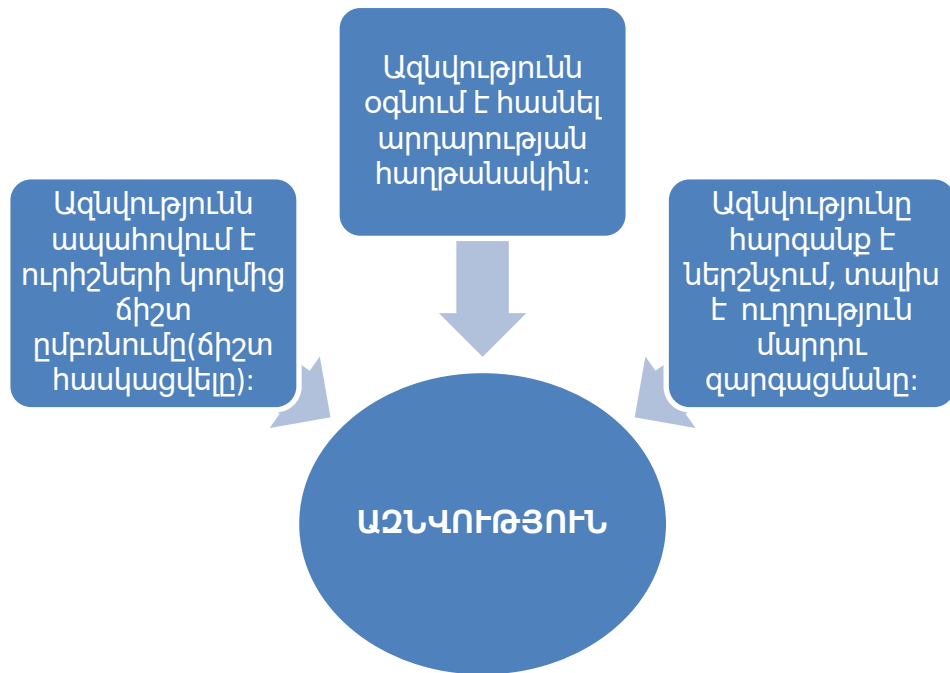 Ազնվությունն
ապահովում է
ուրիշների կողմից
ճիշտ
ըմբռնումը(ճիշտ
հասկացվելը):
Ազնվությունն
օգնում է հասնել
արդարության
հաղթանակին:
Ազնվությունը
հարգանք է
ներշնչում, տալիս
է  ուղղություն
մարդու
զարգացմանը:
ԱԶՆՎՈՒԹՅՈՒՆ